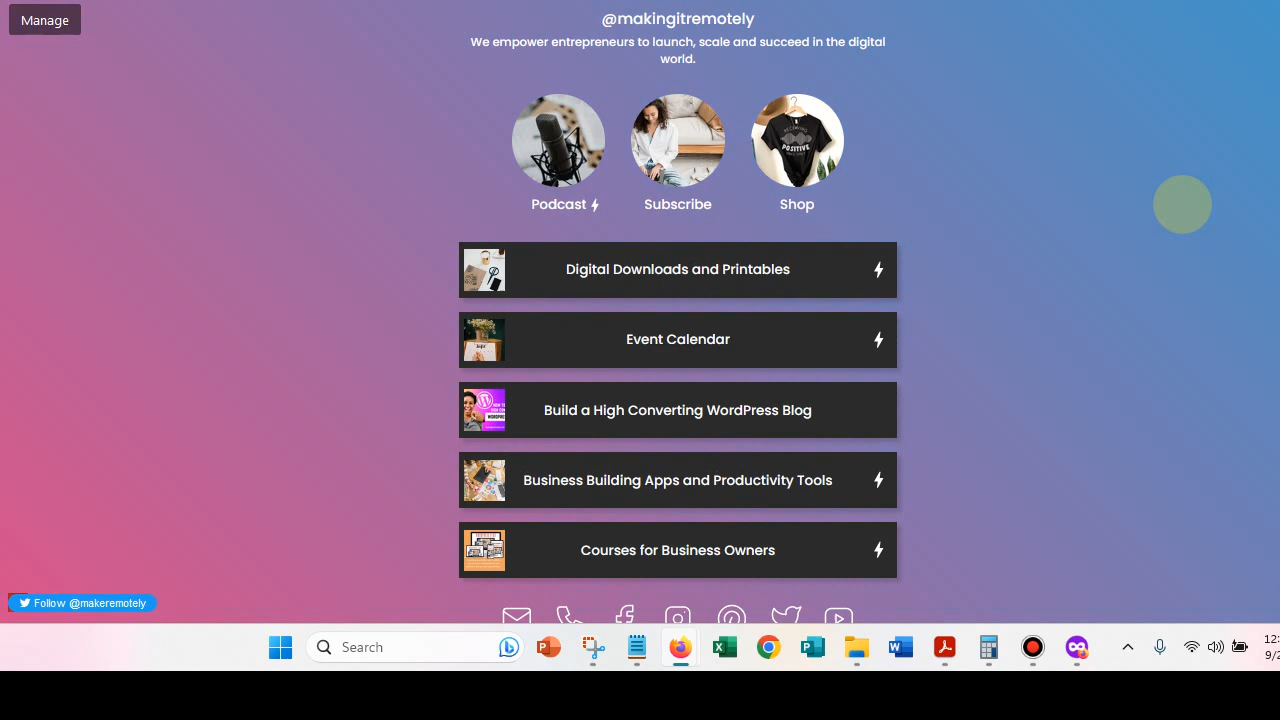 Manage
@makingitremotely
We empower entrepreneurs to launch, scale and succeed in the digital
world.
POSITIVE
Podcast
Subscribe
Shop
Digital Downloads and Printables
Event Calendar
Build a High Converting WordPress Blog
Business Building Apps and Productivity Tools
Courses for Business Owners
Follow @makeremotely
Search